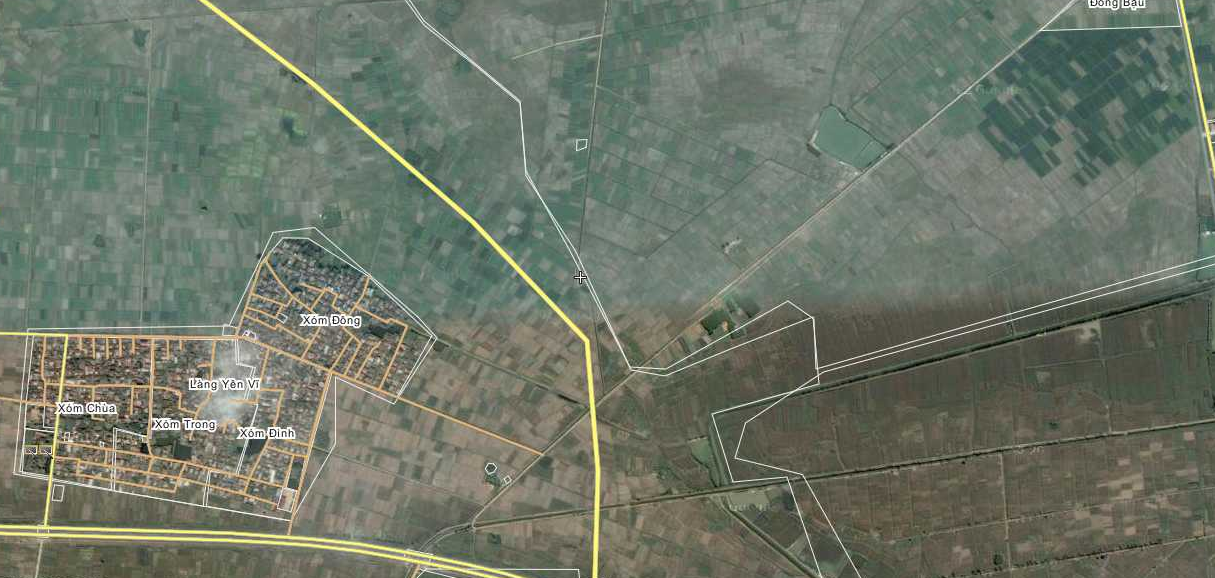 Đồng Bậu
Xóm Đông
Làng Yên Vĩ
Xóm Chùa
Xóm Trong
Xóm Đình